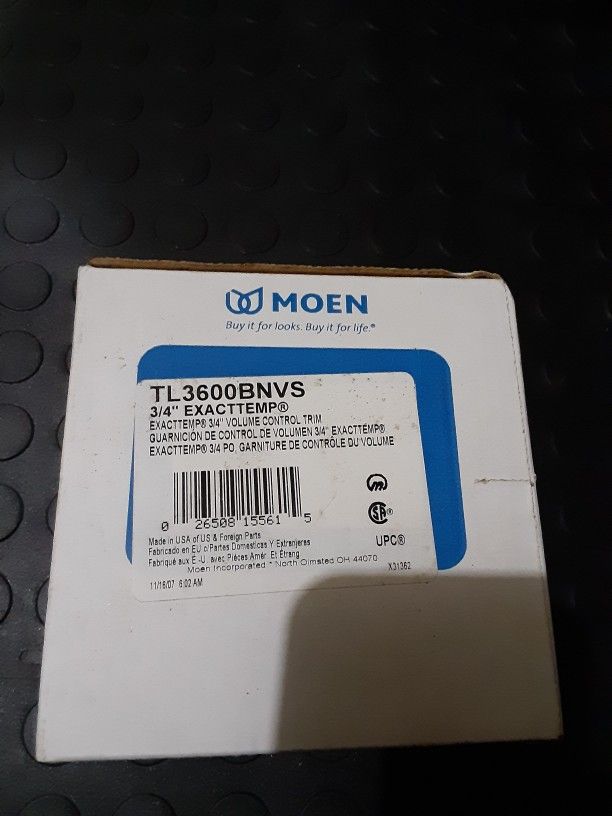 MOEN
Buy it for looks. Buy it for life.®
TL3600BNVS
3/4" EXACTTEMP®
EXACTTEMP® 3/4" VOLUME CONTROL TRIM
GUARNICIÓN DE CONTROL DE VOLUMEN 3/4" EXACTTEMP®
EXACTTEMP® 3/4 PO, GARNITURE DE CONTRÔLE DU VOLUME
0 26508 15561 5
SA®
UPC®
Made in USA of US & Foreign Parts
Fabricado en EU c/Partes Domesticas Y Extranjeras
Fabriqué aux É.-U. avec Pièces Amér. Et Étrang
Moen Incorporated * North Olmsted OH 44070
11/16/07 6:02 AM
X31362